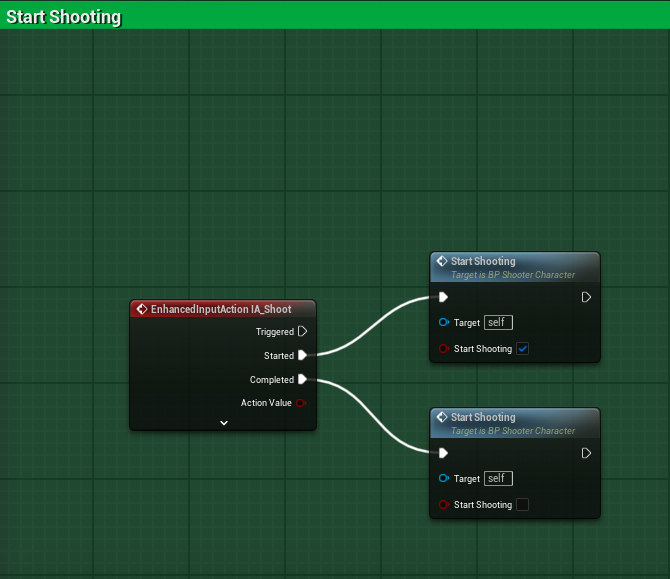 Start Shooting
EnhancedInputAction IA_Shoot
Triggered
Started
Completed
Action Value
Start Shooting
Target is BP Shooter Character
Target self
Start Shooting
Start Shooting
Target is BP Shooter Character
Target self
Start Shooting